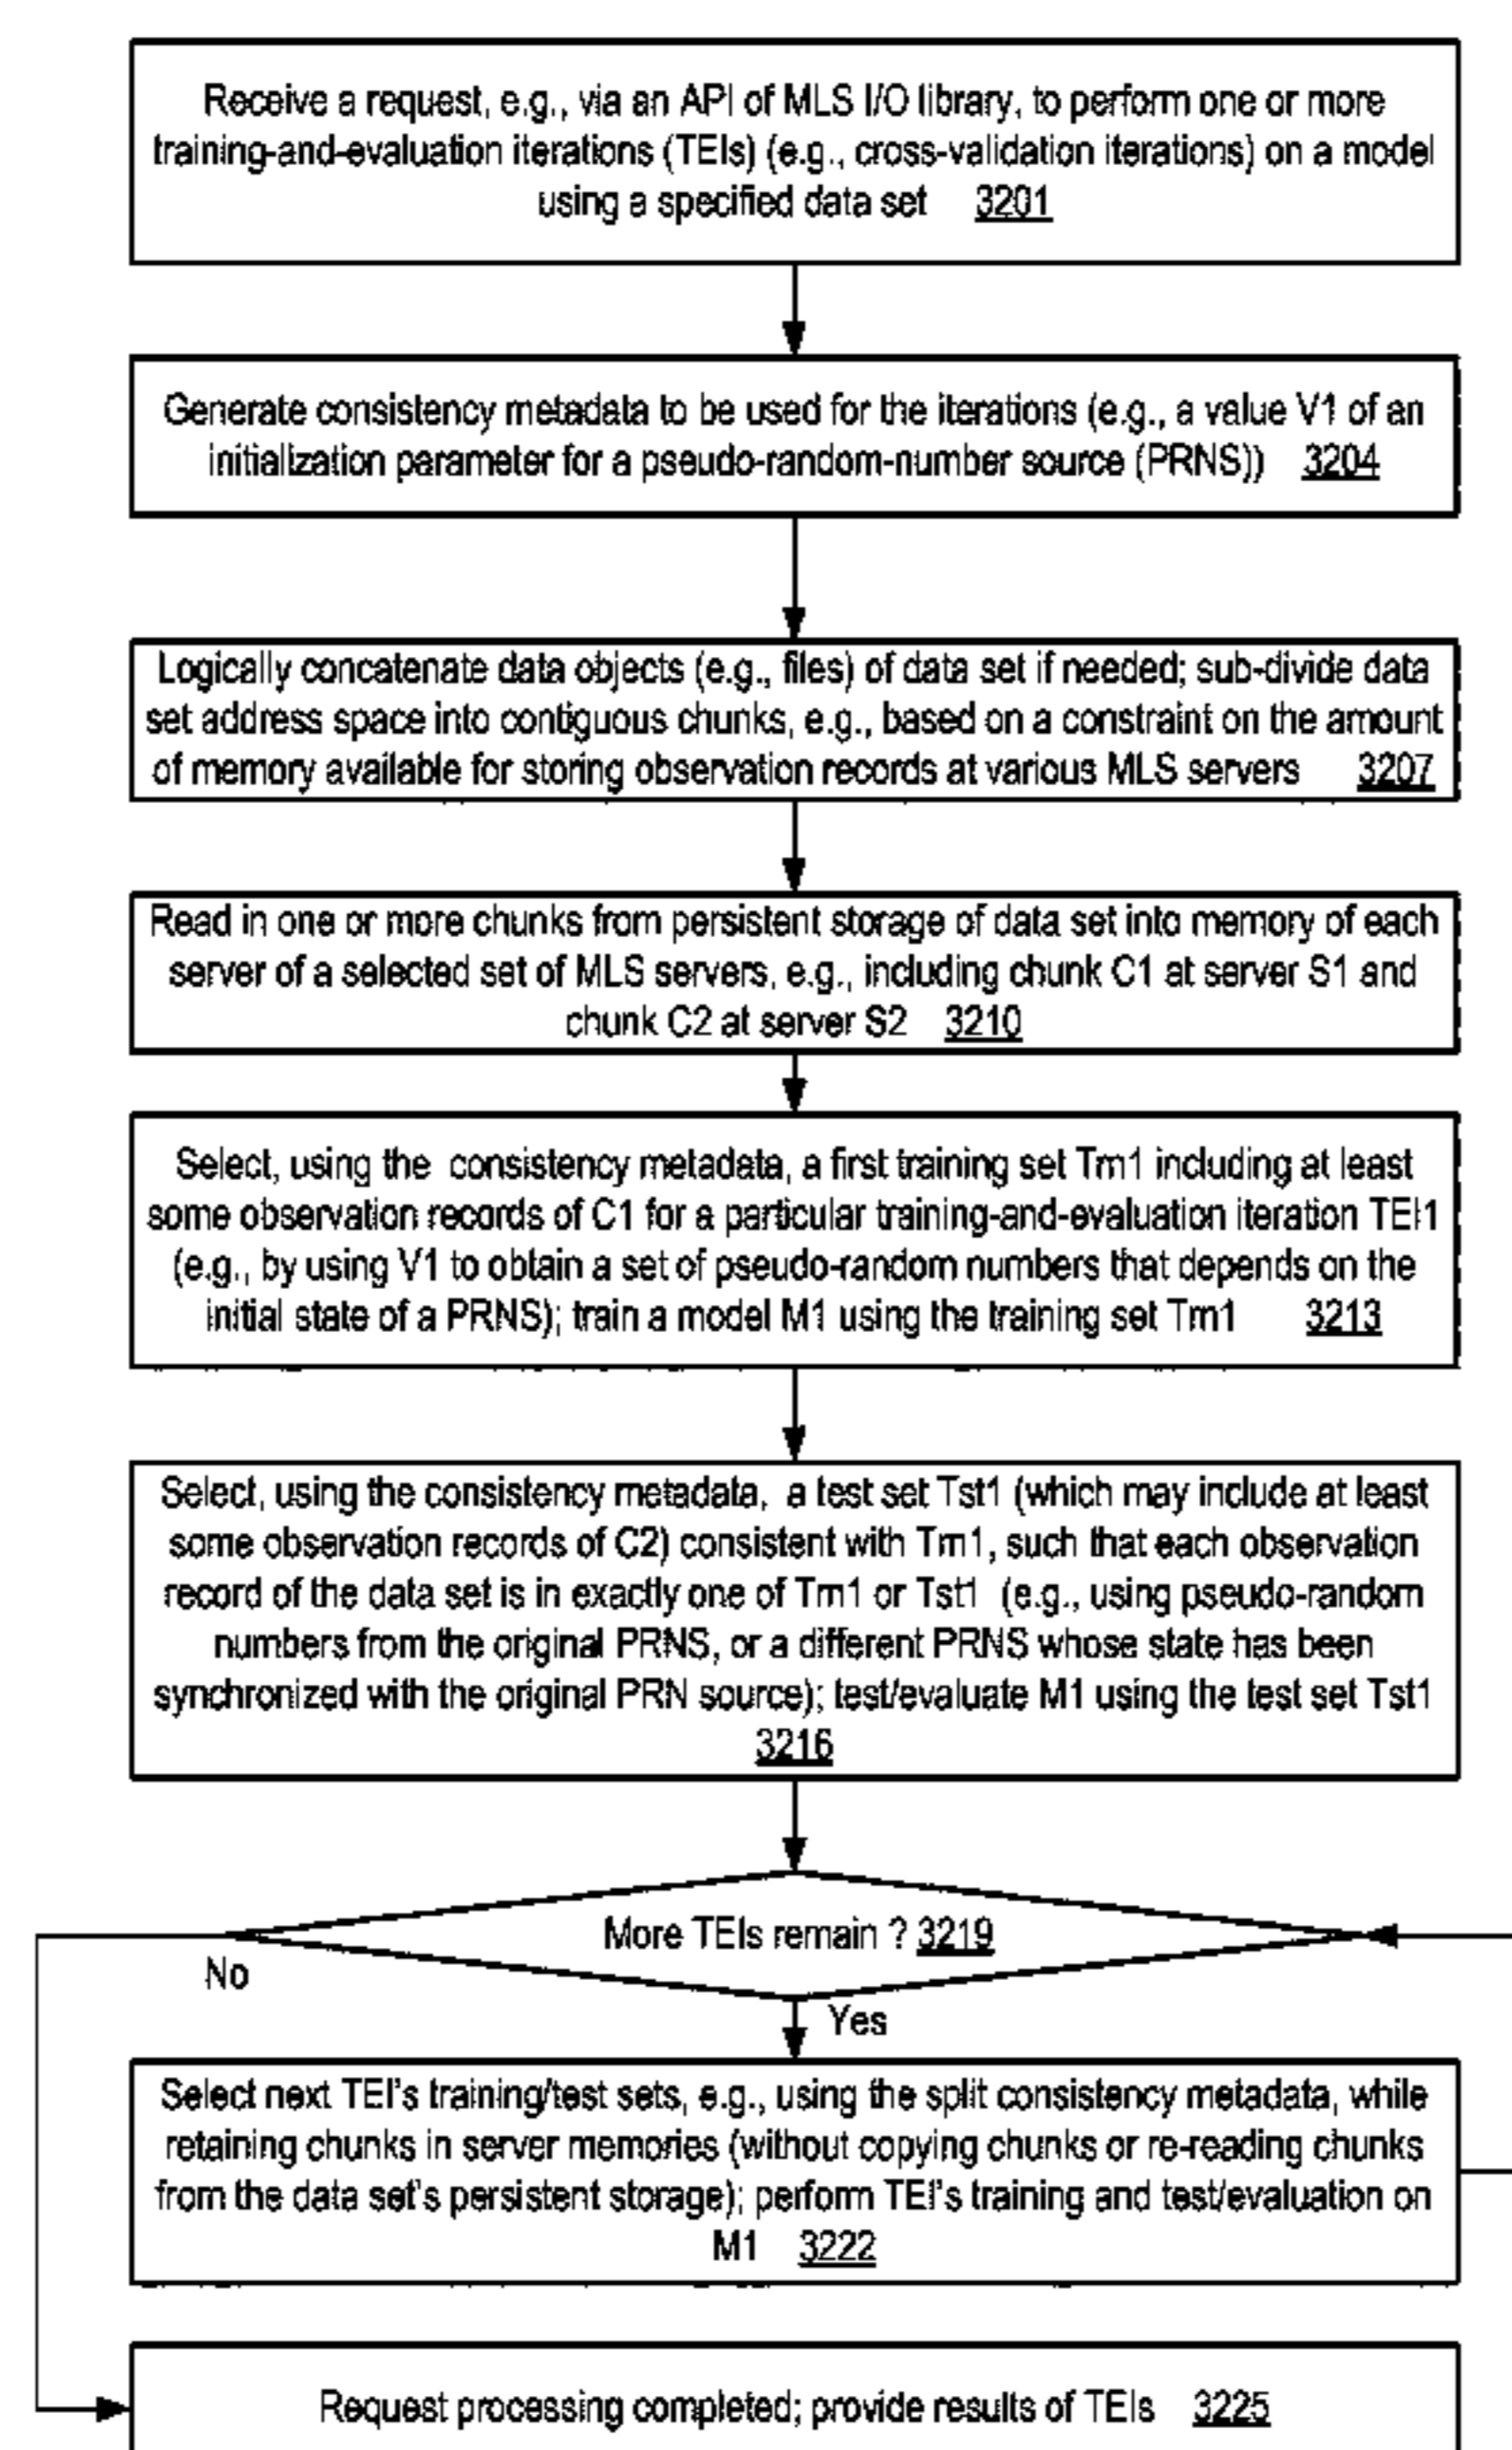 Receive a request, e.g., via an API of MLS I/O library, to perform one or more
training-and-evaluation iterations (TEIs) (e.g., cross-validation iterations) on a model
using a specified data set 3201
Generate consistency metadata to be used for the iterations (e.g., a value V1 of an
initialization parameter for a pseudo-random-number source (PRNS)) 3204
Logically concatenate data objects (e.g., files) of data set if needed; sub-divide data
set address space into contiguous chunks, e.g., based on a constraint on the amount
of memory available for storing observation records at various MLS servers 3207
Read in one or more chunks from persistent storage of data set into memory of each
server of a selected set of MLS servers, e.g., including chunk C1 at server S1 and
chunk C2 at server S2 3210
Select, using the consistency metadata, a first training set Trn1 including at least
some observation records of C1 for a particular training-and-evaluation iteration TEI1
(e.g., by using V1 to obtain a set of pseudo-random numbers that depends on the
initial state of a PRNS); train a model M1 using the training set Trn1 3213
Select, using the consistency metadata, a test set Tst1 (which may include at least
some observation records of C2) consistent with Trn1, such that each observation
record of the data set is in exactly one of Trn1 or Tst1 (e.g., using pseudo-random
numbers from the original PRNS, or a different PRNS whose state has been
synchronized with the original PRN source); test/evaluate M1 using the test set Tst1
3216
More TEIs remain ? 3219
No
Yes
Select next TEI's training/test sets, e.g., using the split consistency metadata, while
retaining chunks in server memories (without copying chunks or re-reading chunks
from the data set's persistent storage); perform TEI's training and test/evaluation on
M1 3222
Request processing completed; provide results of TEIs 3225